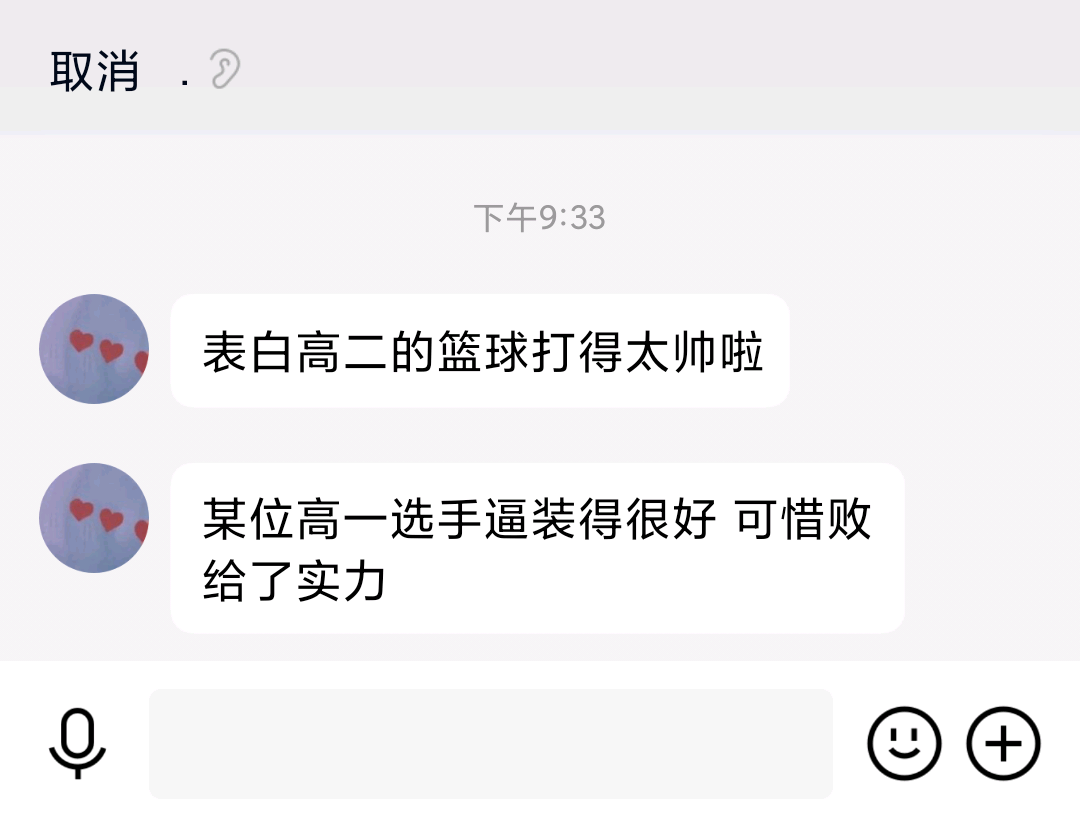 取消 .
下午9:33
表白高二的篮球打得太帅啦
某位高一选手逼装得很好 可惜败
给了实力